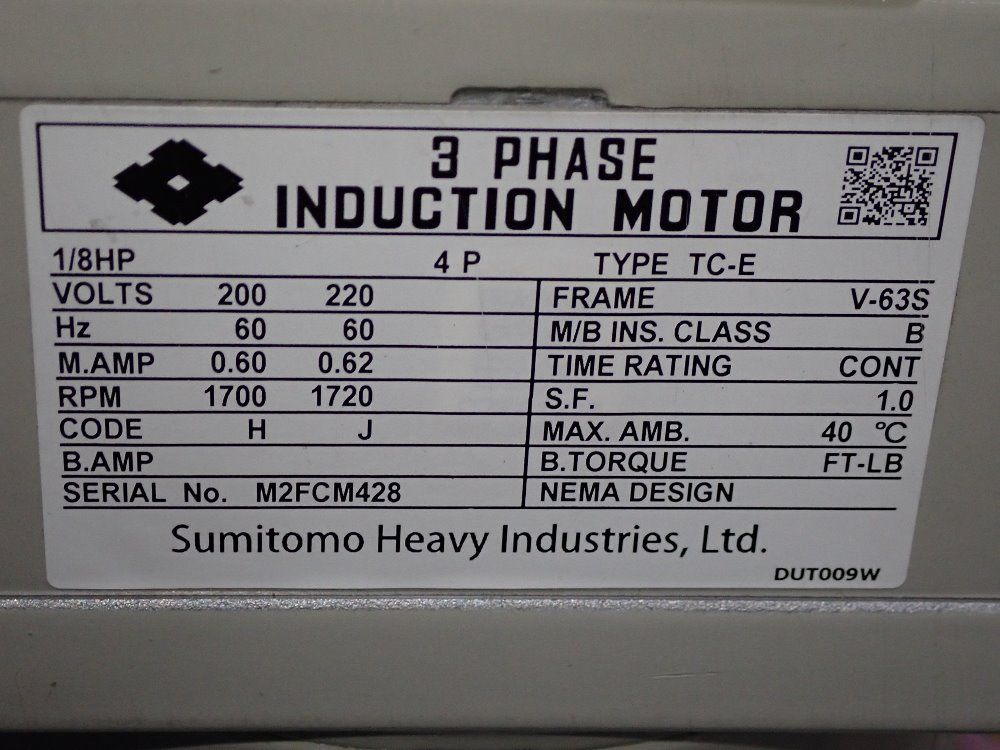 3 PHASE
INDUCTION MOTOR
1/8HP 4 P TYPE TC-E
VOLTS 200 220 FRAME V-63S
Hz 60 60 M/B INS. CLASS B
M.AMP 0.60 0.62 TIME RATING CONT
RPM 1700 1720 S.F. 1.0
CODE H J MAX. AMB. 40 °C
B.AMP B.TORQUE FT-LB
SERIAL No. M2FCM428 NEMA DESIGN
Sumitomo Heavy Industries, Ltd.
DUT009W